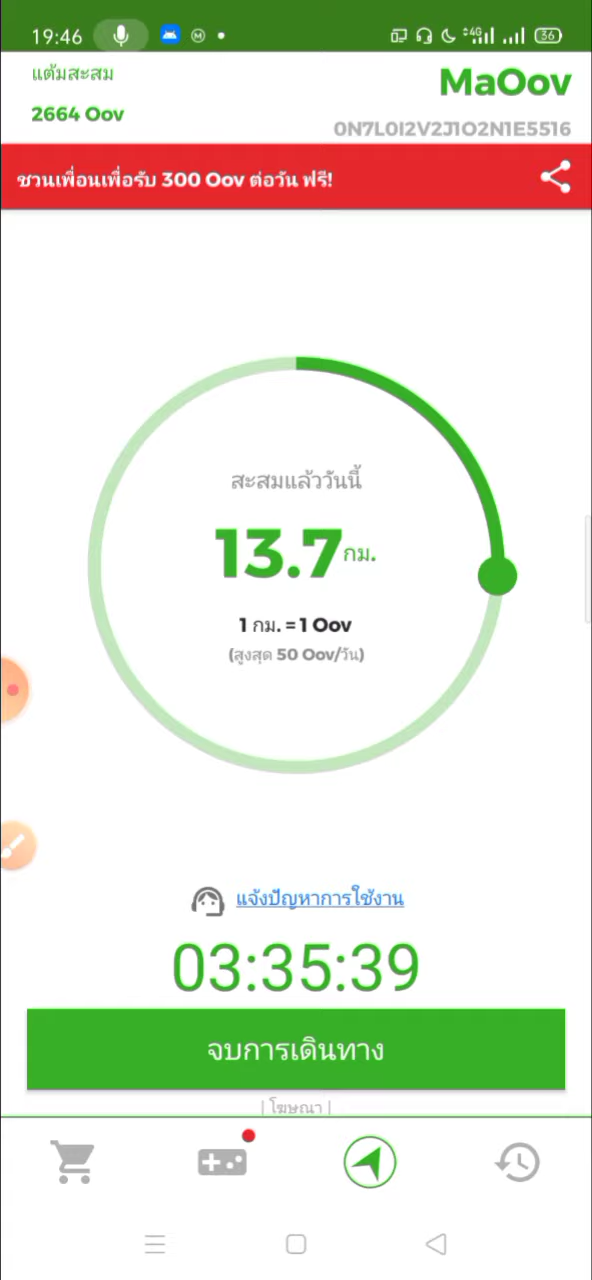 19:46
4G
36
แต้มสะสม
MaOov
2664 Oov
0N7L0I2V2J1O2N1E5516
ชวนเพื่อนเพื่อรับ 300 Oov ต่อวัน ฟรี!
สะสมแล้ววันนี้
13.7 กม.
1 กม. = 1 Oov
(สูงสุด 50 Oov/วัน)
แจ้งปัญหาการใช้งาน
03:35:39
จบการเดินทาง
| โฆษณา |